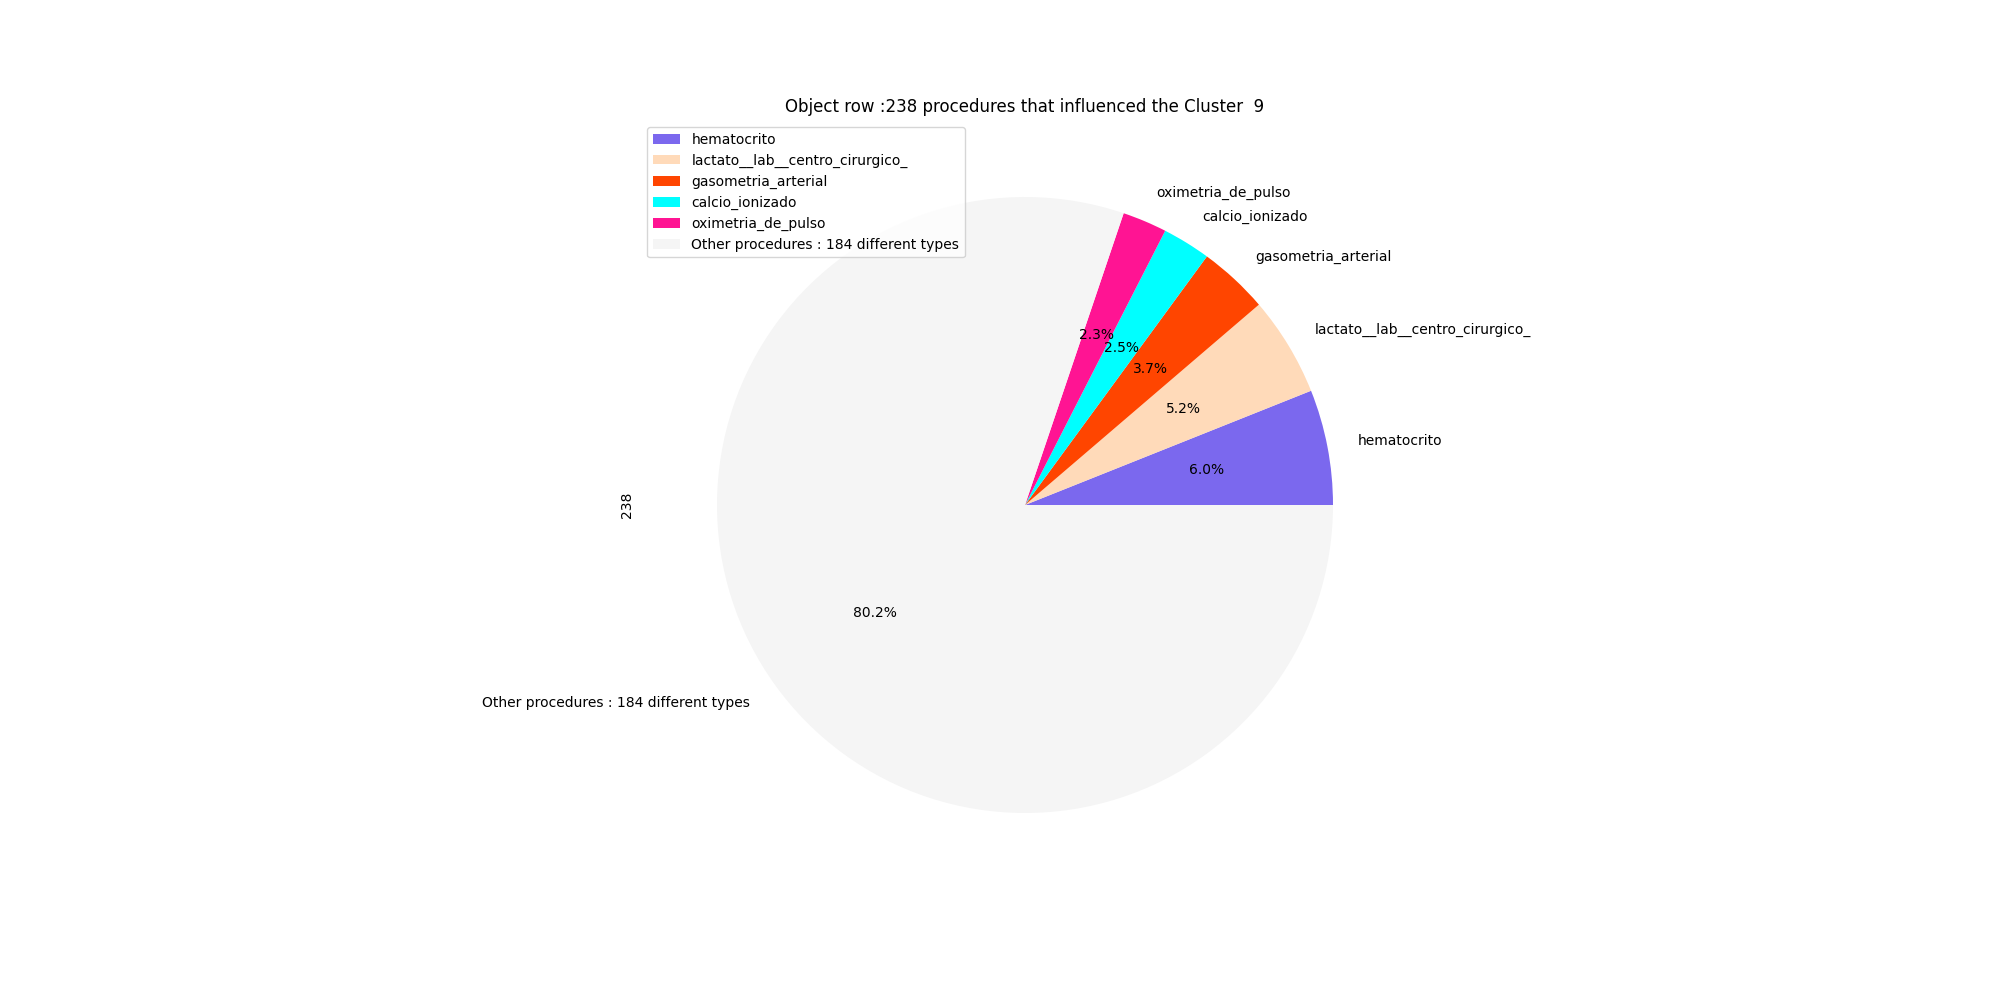 Object row :238 procedures that influenced the Cluster  9
hematocrito
lactato__lab__centro_cirurgico_
gasometria_arterial
calcio_ionizado
oximetria_de_pulso
Other procedures : 184 different types
oximetria_de_pulso
calcio_ionizado
gasometria_arterial
lactato__lab__centro_cirurgico_
hematocrito
2.3%
2.5%
3.7%
5.2%
6.0%
238
80.2%
Other procedures : 184 different types